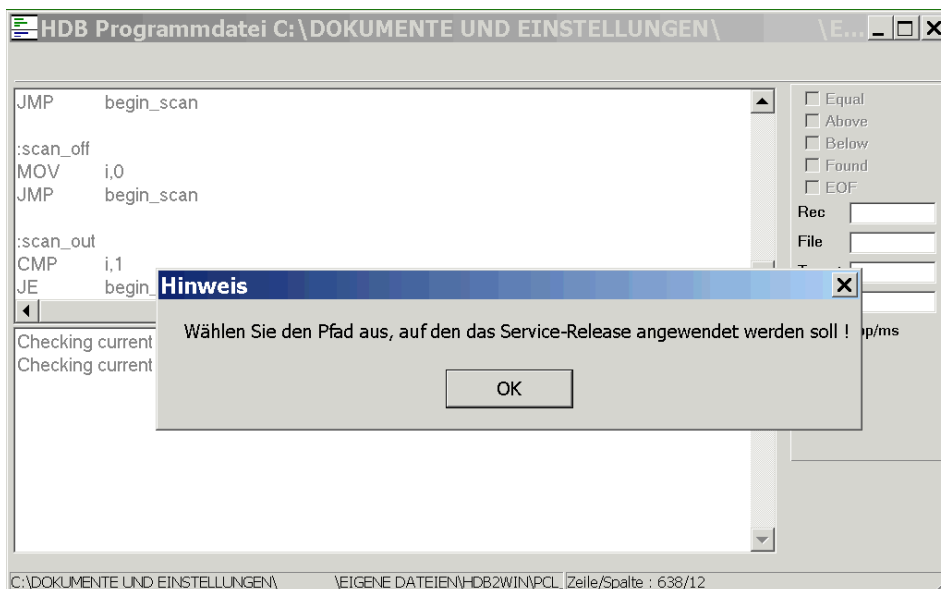 HDB Programmdatei C:\DOKUMENTE UND EINSTELLUNGEN\ \E...
JMP begin_scan
:scan_off
MOV i,0
JMP begin_scan
:scan_out
CMP i,1
JE begin_
Equal
Above
Below
Found
EOF
Rec
File
Hinweis
Wählen Sie den Pfad aus, auf den das Service-Release angewendet werden soll !
OK
Checking current
Checking current
C:\DOKUMENTE UND EINSTELLUNGEN\ \EIGENE DATEIEN\HDB2WIN\PCL_ Zeile/Spalte : 638/12